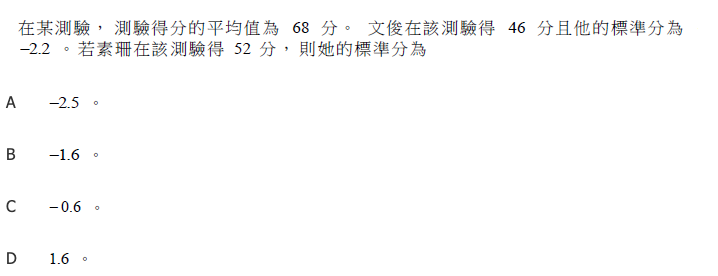 在某測驗，測驗得分的平均值為 68 分。 文俊在該測驗得 46 分且他的標準分為
−2.2 。若素珊在該測驗得 52 分，則她的標準分為
A −2.5 。
B −1.6 。
C −0.6 。
D 1.6 。